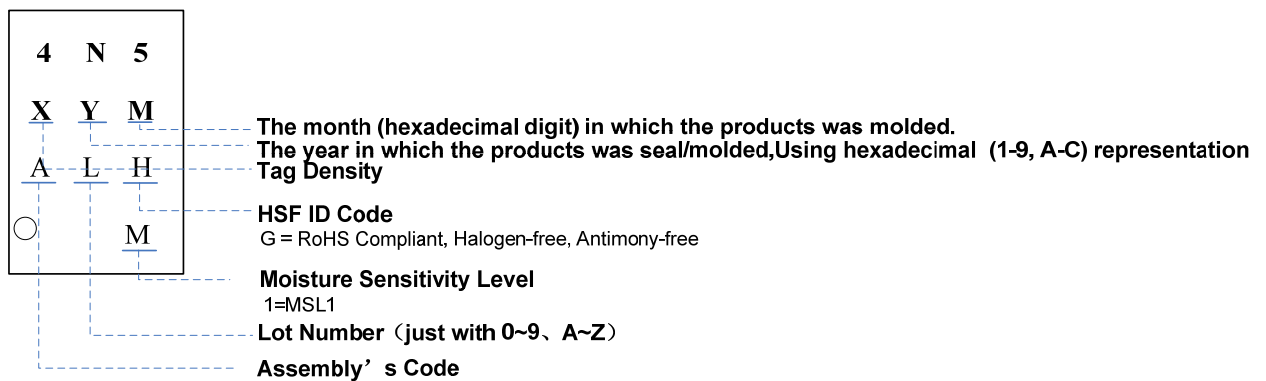 4 N 5
X Y M
A L H
M
The month (hexadecimal digit) in which the products was molded.
The year in which the products was seal/molded,Using hexadecimal (1-9, A-C) representation
Tag Density
HSF ID Code
G = RoHS Compliant, Halogen-free, Antimony-free
Moisture Sensitivity Level
1=MSL1
Lot Number（just with 0~9、A~Z）
Assembly’s Code